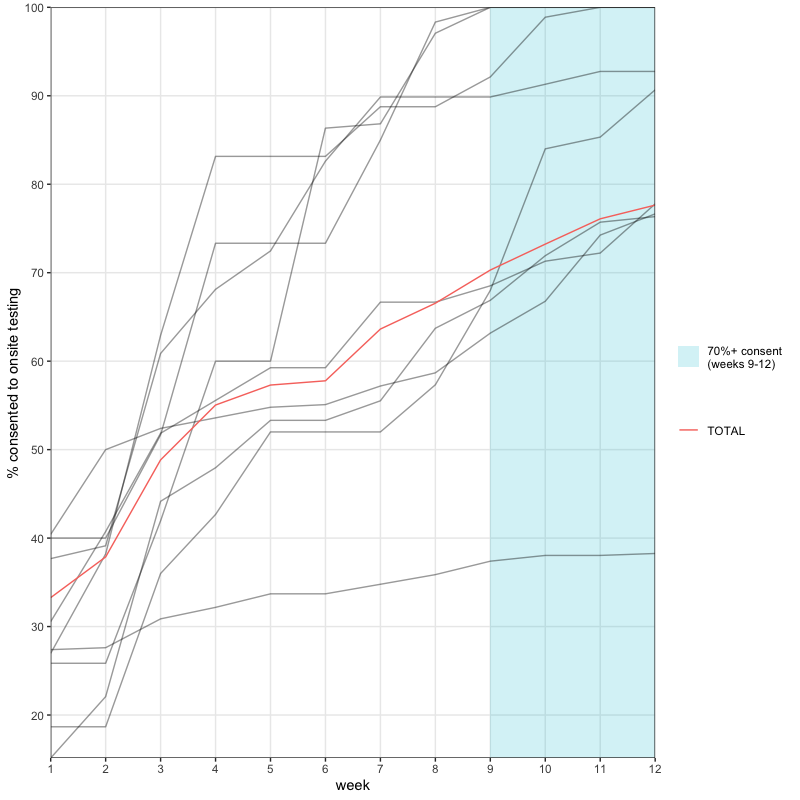 100
90
80
70
60
50
40
30
20
% consented to onsite testing
1 2 3 4 5 6 7 8 9 10 11 12
week
70%+ consent
(weeks 9-12)
TOTAL